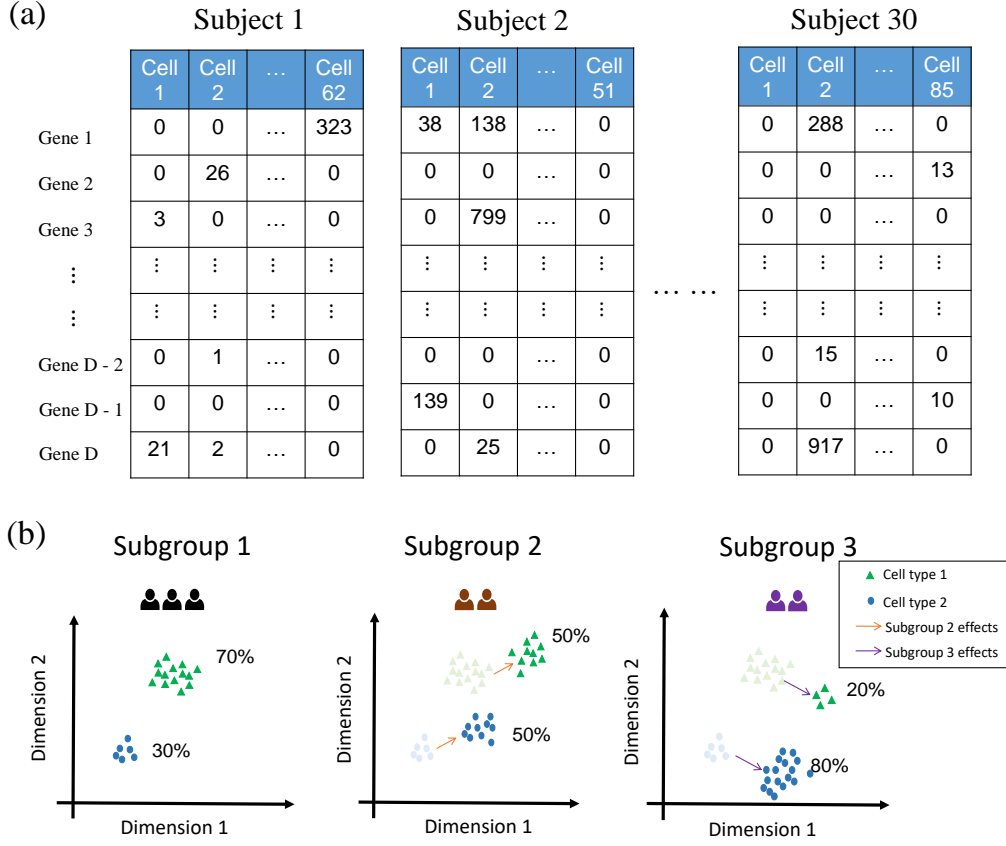 (a)
Subject 1 Subject 2 Subject 30
Cell 1 Cell 2 … Cell 62 Cell 1 Cell 2 … Cell 51 Cell 1 Cell 2 … Cell 85
Gene 1 0 0 … 323 38 138 … 0 0 288 … 0
Gene 2 0 26 … 0 0 0 … 0 0 0 … 13
Gene 3 3 0 … 0 0 799 … 0 0 0 … 0
⋮ ⋮ ⋮ ⋮ ⋮ ⋮ ⋮ ⋮ ⋮ ⋮ ⋮ ⋮ ⋮
⋮ ⋮ ⋮ ⋮ ⋮ ⋮ ⋮ ⋮ ⋮ … … ⋮ ⋮ ⋮ ⋮
Gene D - 2 0 1 … 0 0 0 … 0 0 15 … 0
Gene D - 1 0 0 … 0 139 0 … 0 0 0 … 10
Gene D 21 2 … 0 0 25 … 0 0 917 … 0
(b)
Subgroup 1
Dimension 2
70%
30%
Dimension 1
Subgroup 2
Dimension 2
50%
50%
Dimension 1
Subgroup 3
Dimension 2
20%
80%
Dimension 1
Cell type 1
Cell type 2
Subgroup 2 effects
Subgroup 3 effects